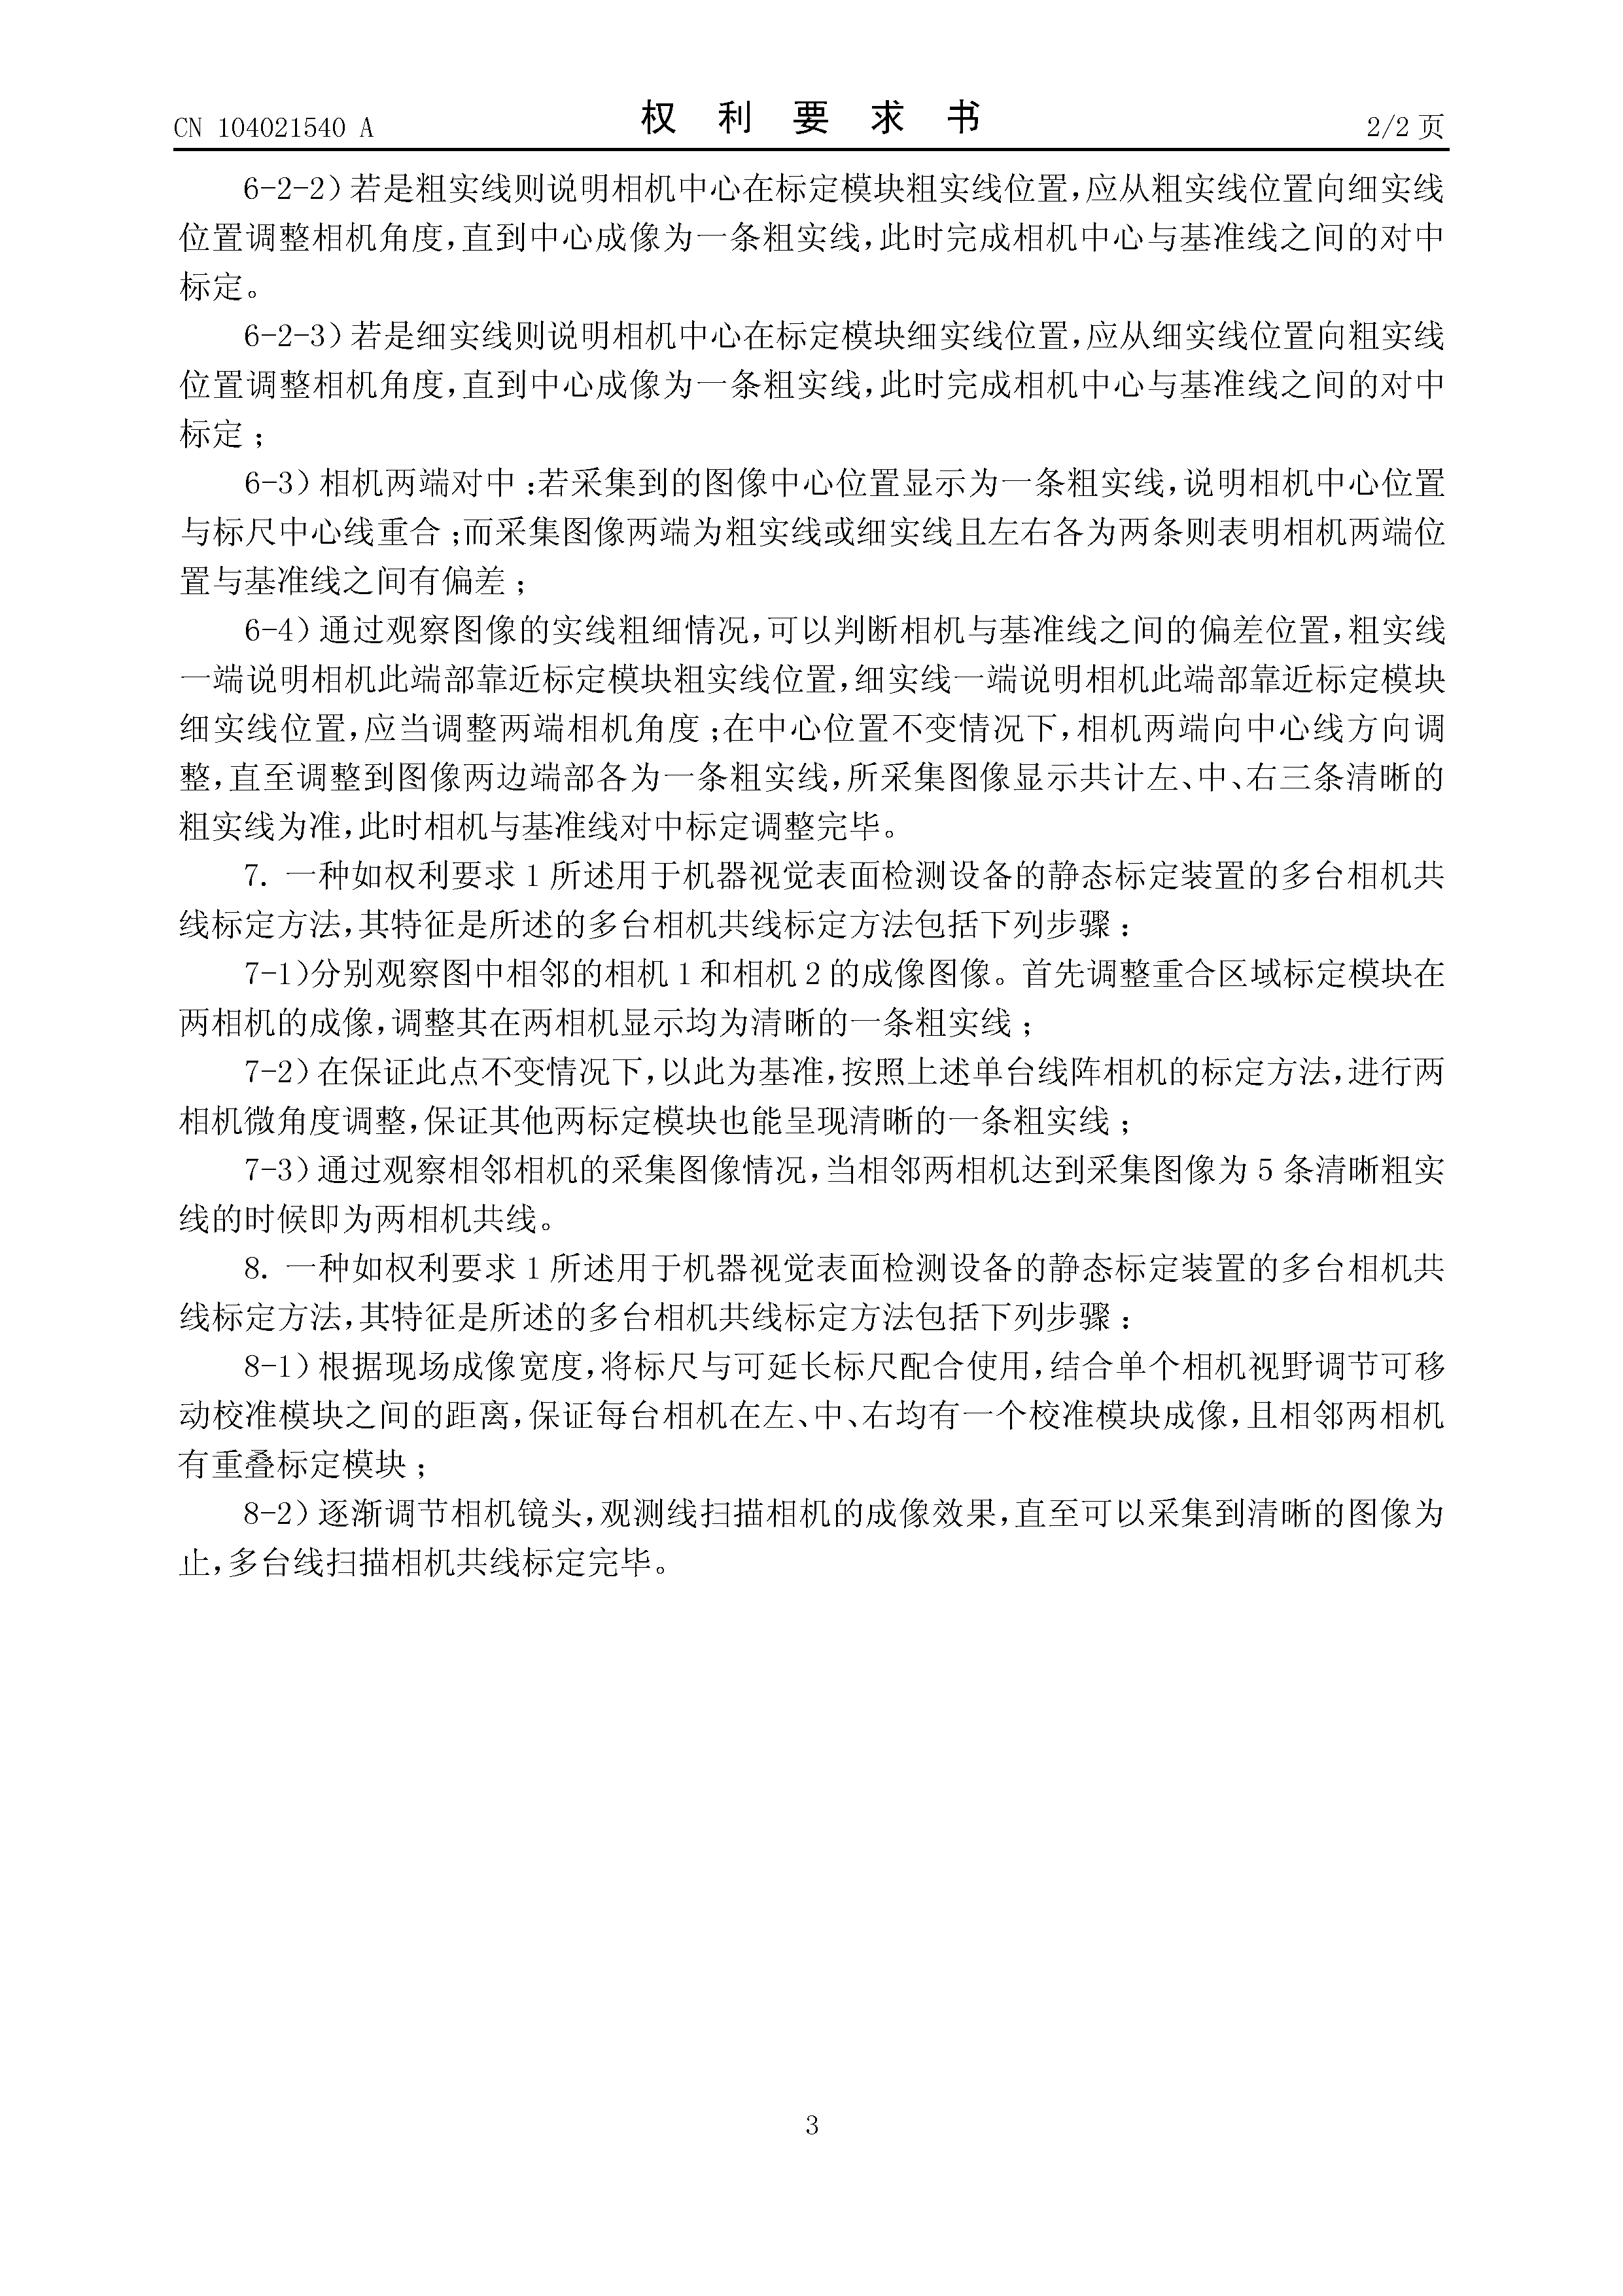 CN 104021540 A
权 利 要 求 书
2/2 页
6-2-2）若是粗实线则说明相机中心在标定模块粗实线位置，应从粗实线位置向细实线
位置调整相机角度，直到中心成像为一条粗实线，此时完成相机中心与基准线之间的对中
标定。
6-2-3）若是细实线则说明相机中心在标定模块细实线位置，应从细实线位置向粗实线
位置调整相机角度，直到中心成像为一条粗实线，此时完成相机中心与基准线之间的对中
标定；
6-3）相机两端对中：若采集到的图像中心位置显示为一条粗实线，说明相机中心位置
与标尺中心线重合；而采集图像两端为粗实线或细实线且左右各为两条则表明相机两端位
置与基准线之间有偏差；
6-4）通过观察图像的实线粗细情况，可以判断相机与基准线之间的偏差位置，粗实线
一端说明相机此端部靠近标定模块粗实线位置，细实线一端说明相机此端部靠近标定模块
细实线位置，应当调整两端相机角度；在中心位置不变情况下，相机两端向中心线方向调
整，直至调整到图像两边端部各为一条粗实线，所采集图像显示共计左、中、右三条清晰的
粗实线为准，此时相机与基准线对中标定调整完毕。
7. 一种如权利要求 1 所述用于机器视觉表面检测设备的静态标定装置的多台相机共
线标定方法，其特征是所述的多台相机共线标定方法包括下列步骤：
7-1)分别观察图中相邻的相机 1 和相机 2 的成像图像。首先调整重合区域标定模块在
两相机的成像，调整其在两相机显示均为清晰的一条粗实线；
7-2）在保证此点不变情况下，以此为基准，按照上述单台线阵相机的标定方法，进行两
相机微角度调整，保证其他两标定模块也能呈现清晰的一条粗实线；
7-3）通过观察相邻相机的采集图像情况，当相邻两相机达到采集图像为 5 条清晰粗实
线的时候即为两相机共线。
8. 一种如权利要求 1 所述用于机器视觉表面检测设备的静态标定装置的多台相机共
线标定方法，其特征是所述的多台相机共线标定方法包括下列步骤：
8-1）根据现场成像宽度，将标尺与可延长标尺配合使用，结合单个相机视野调节可移
动校准模块之间的距离，保证每台相机在左、中、右均有一个校准模块成像，且相邻两相机
有重叠标定模块；
8-2）逐渐调节相机镜头，观测线扫描相机的成像效果，直至可以采集到清晰的图像为
止，多台线扫描相机共线标定完毕。
3